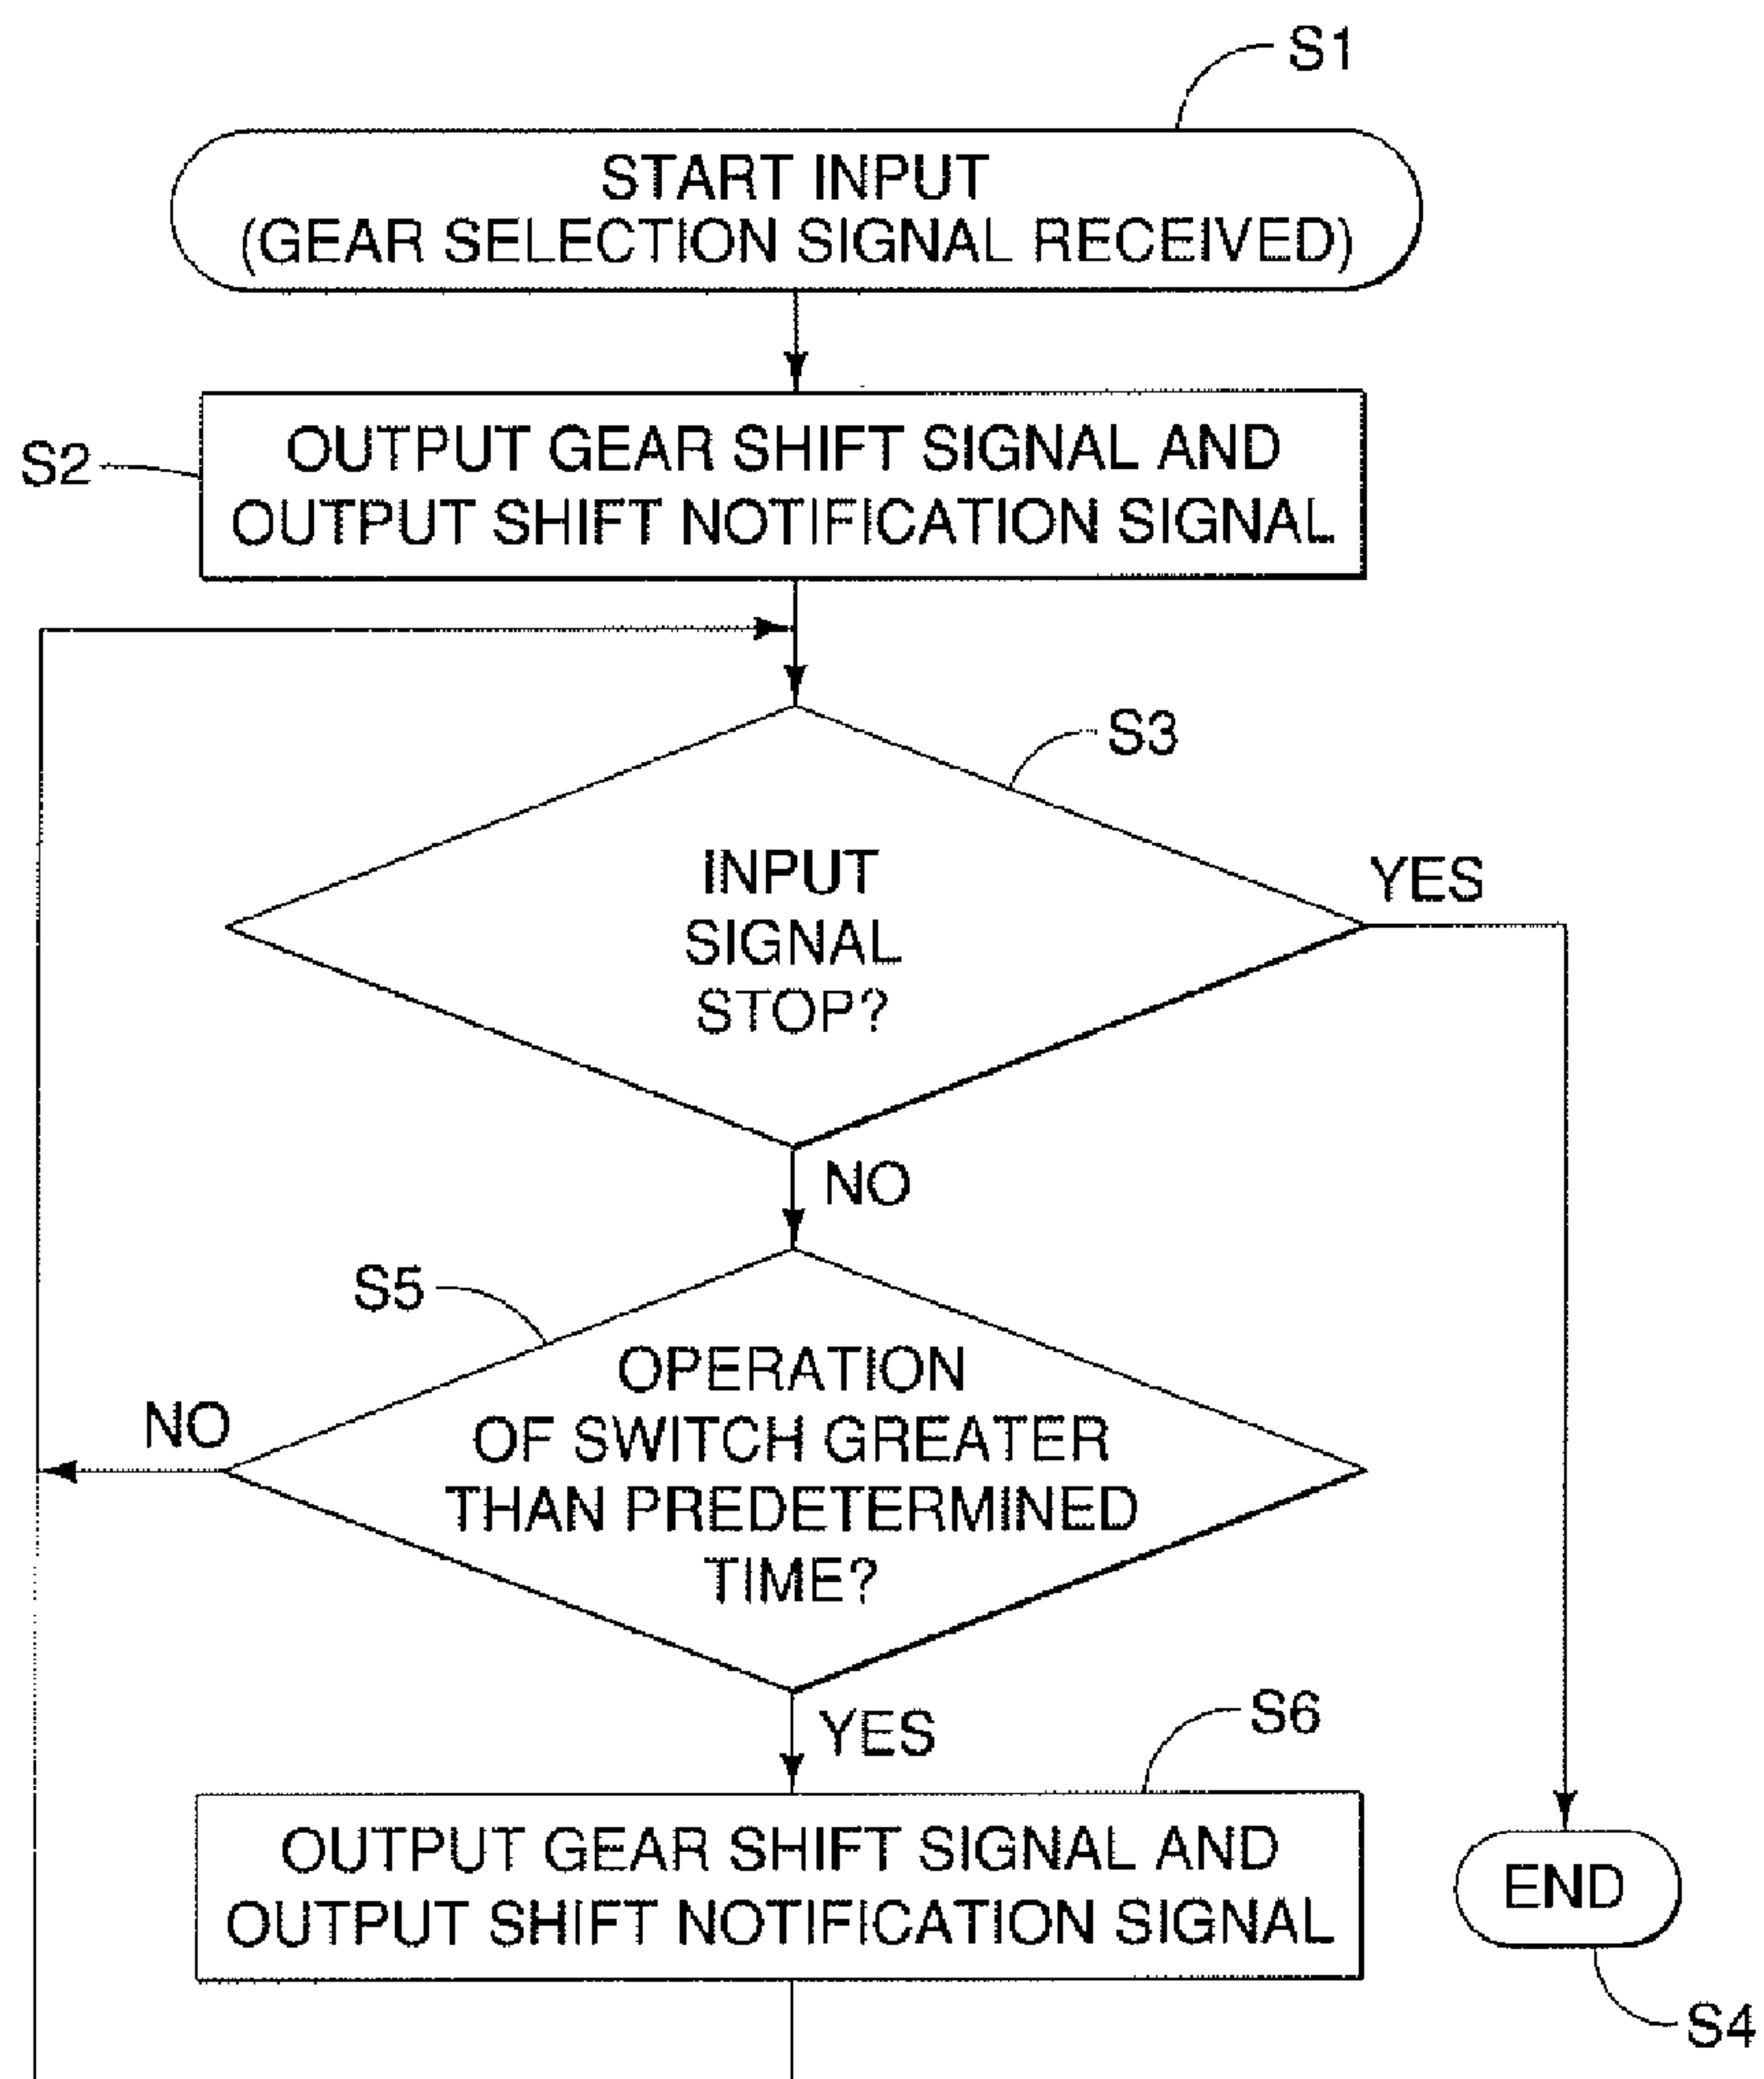 S1
START INPUT
(GEAR SELECTION SIGNAL RECEIVED)
S2
OUTPUT GEAR SHIFT SIGNAL AND
OUTPUT SHIFT NOTIFICATION SIGNAL
S3
INPUT
SIGNAL
STOP?
YES
NO
S5
OPERATION
OF SWITCH GREATER
THAN PREDETERMINED
TIME?
NO
YES
S6
OUTPUT GEAR SHIFT SIGNAL AND
OUTPUT SHIFT NOTIFICATION SIGNAL
END
S4